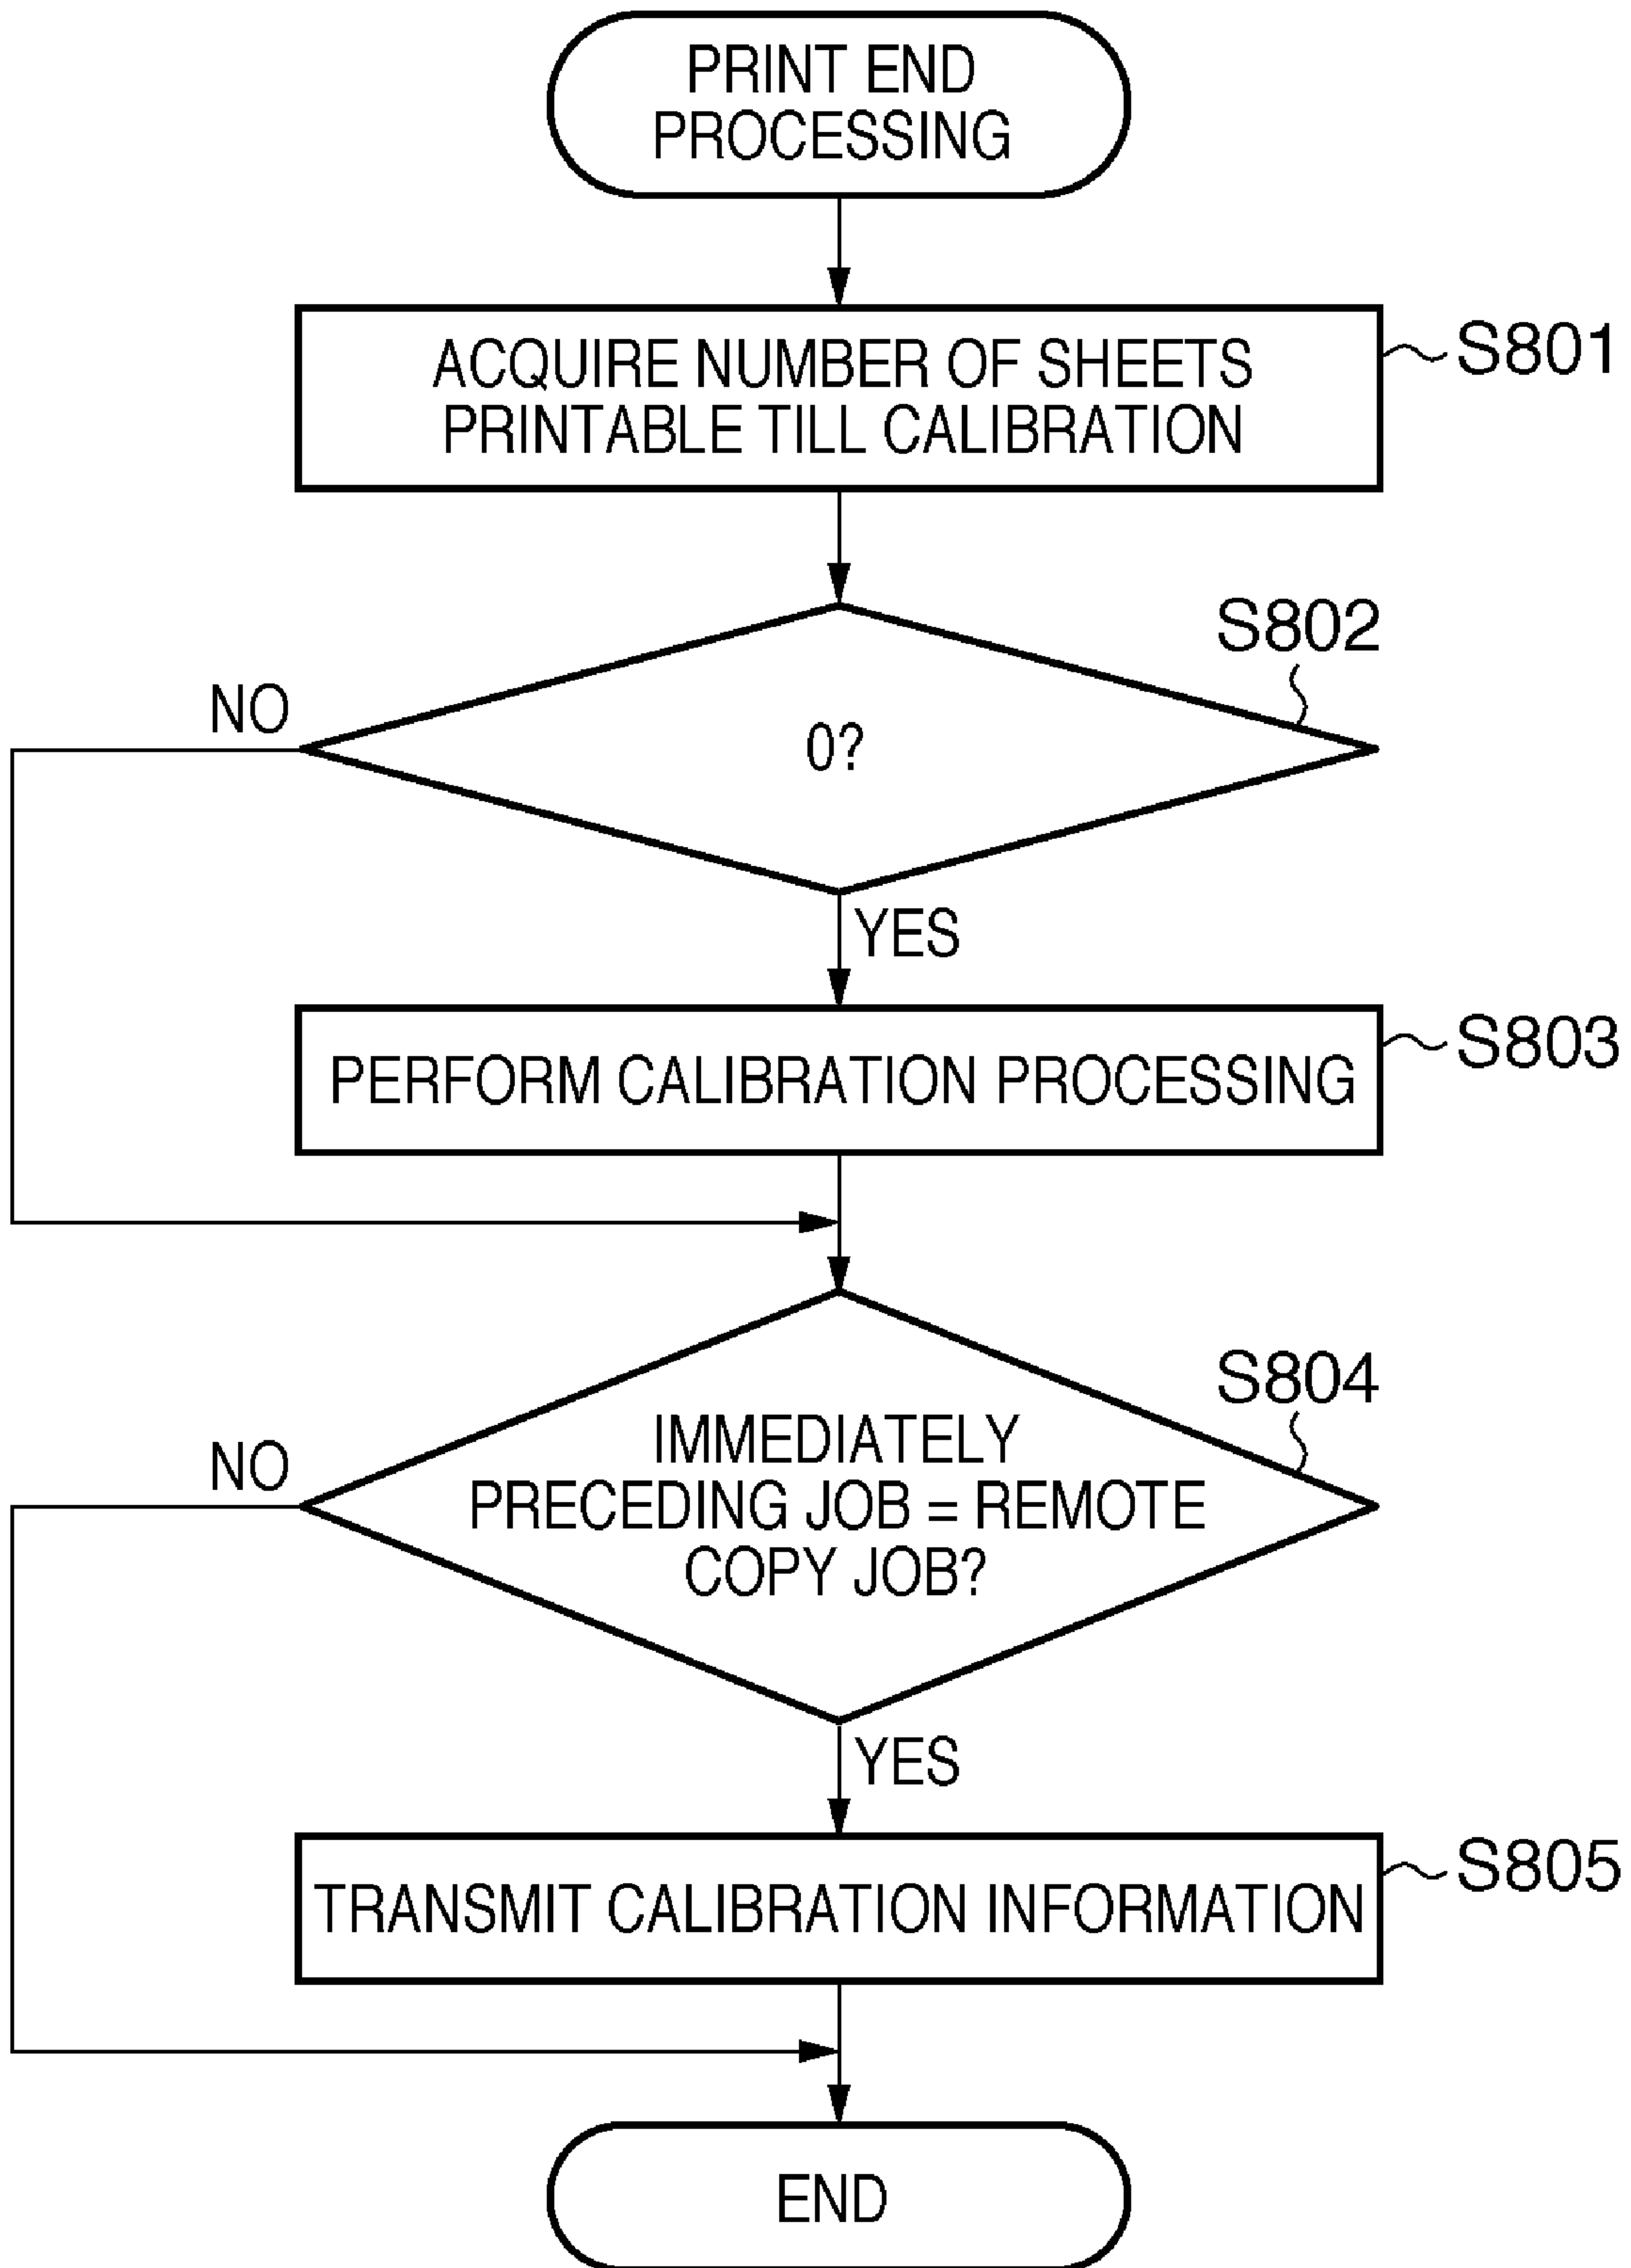 PRINT END
PROCESSING
ACQUIRE NUMBER OF SHEETS
PRINTABLE TILL CALIBRATION
S801
S802
NO
0?
YES
PERFORM CALIBRATION PROCESSING
S803
S804
NO
IMMEDIATELY
PRECEDING JOB = REMOTE
COPY JOB?
YES
TRANSMIT CALIBRATION INFORMATION
S805
END